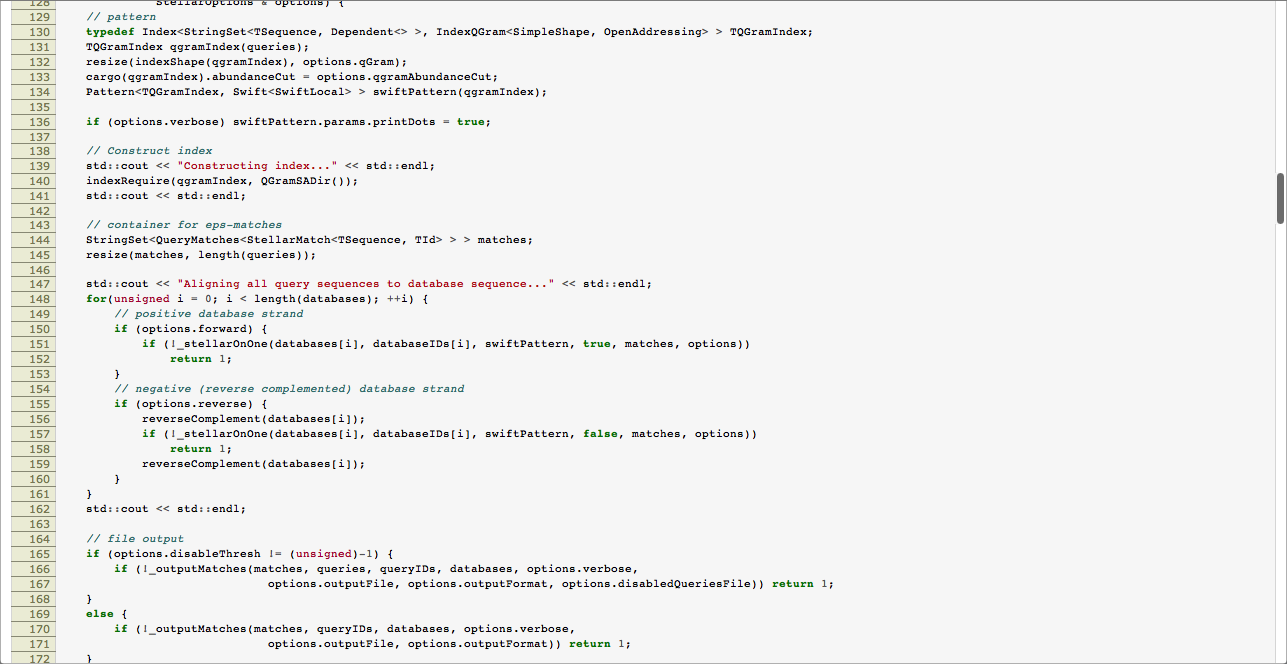 128 StellarOptions & options) {
129 // pattern
130 typedef Index<StringSet<TSequence, Dependent<> >, IndexQGram<SimpleShape, OpenAddressing> > TQGramIndex;
131 TQGramIndex qgramIndex(queries);
132 resize(indexShape(qgramIndex), options.qGram);
133 cargo(qgramIndex).abundanceCut = options.qgramAbundanceCut;
134 Pattern<TQGramIndex, Swift<SwiftLocal> > swiftPattern(qgramIndex);
135
136 if (options.verbose) swiftPattern.params.printDots = true;
137
138 // Construct index
139 std::cout << "Constructing index..." << std::endl;
140 indexRequire(qgramIndex, QGramSADir());
141 std::cout << std::endl;
142
143 // container for eps-matches
144 StringSet<QueryMatches<StellarMatch<TSequence, TId> > > matches;
145 resize(matches, length(queries));
146
147 std::cout << "Aligning all query sequences to database sequence..." << std::endl;
148 for(unsigned i = 0; i < length(databases); ++i) {
149 // positive database strand
150 if (options.forward) {
151 if (!_stellarOnOne(databases[i], databaseIDs[i], swiftPattern, true, matches, options))
152 return 1;
153 }
154 // negative (reverse complemented) database strand
155 if (options.reverse) {
156 reverseComplement(databases[i]);
157 if (!_stellarOnOne(databases[i], databaseIDs[i], swiftPattern, false, matches, options))
158 return 1;
159 reverseComplement(databases[i]);
160 }
161 }
162 std::cout << std::endl;
163
164 // file output
165 if (options.disableThresh != (unsigned)-1) {
166 if (!_outputMatches(matches, queries, queryIDs, databases, options.verbose,
167 options.outputFile, options.outputFormat, options.disabledQueriesFile)) return 1;
168 }
169 else {
170 if (!_outputMatches(matches, queryIDs, databases, options.verbose,
171 options.outputFile, options.outputFormat)) return 1;
172 }